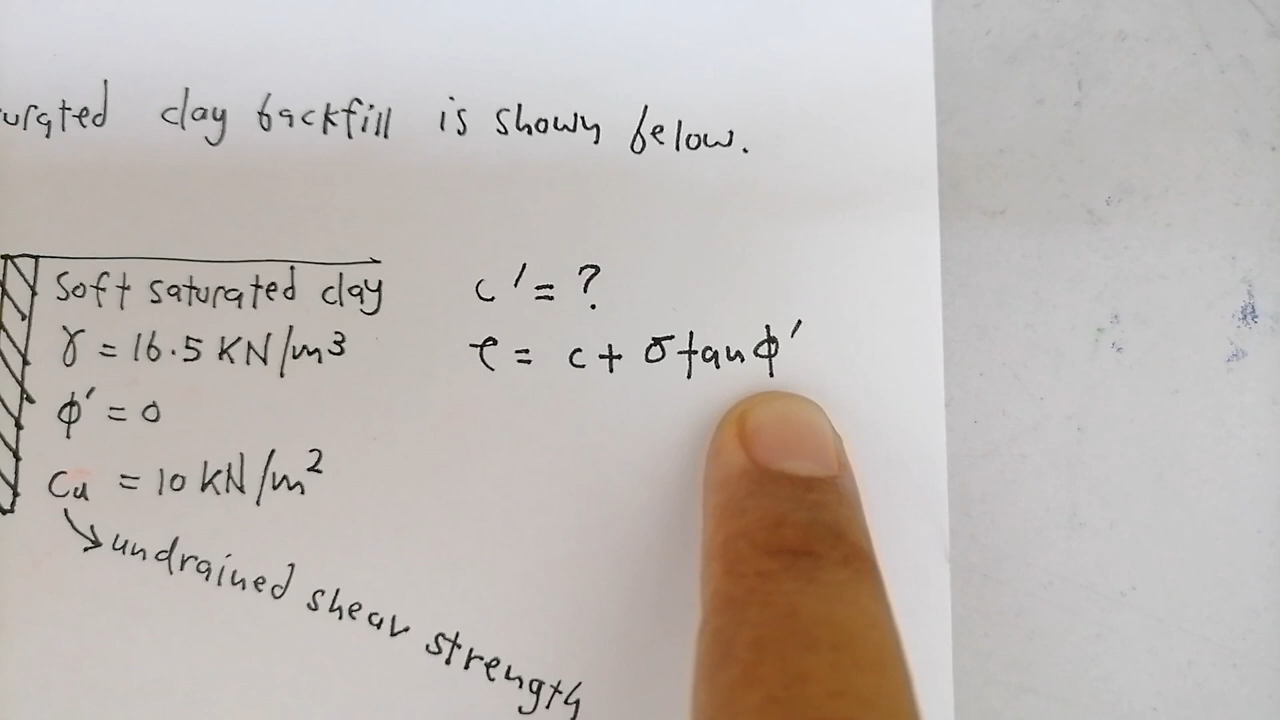 urated clay backfill is shown below.
Soft saturated clay
γ = 16.5 KN/m³
ϕ' = 0
Cu = 10 kN/m²
↘ undrained shear strength
c' = ?
τ = c + σ tan ϕ'